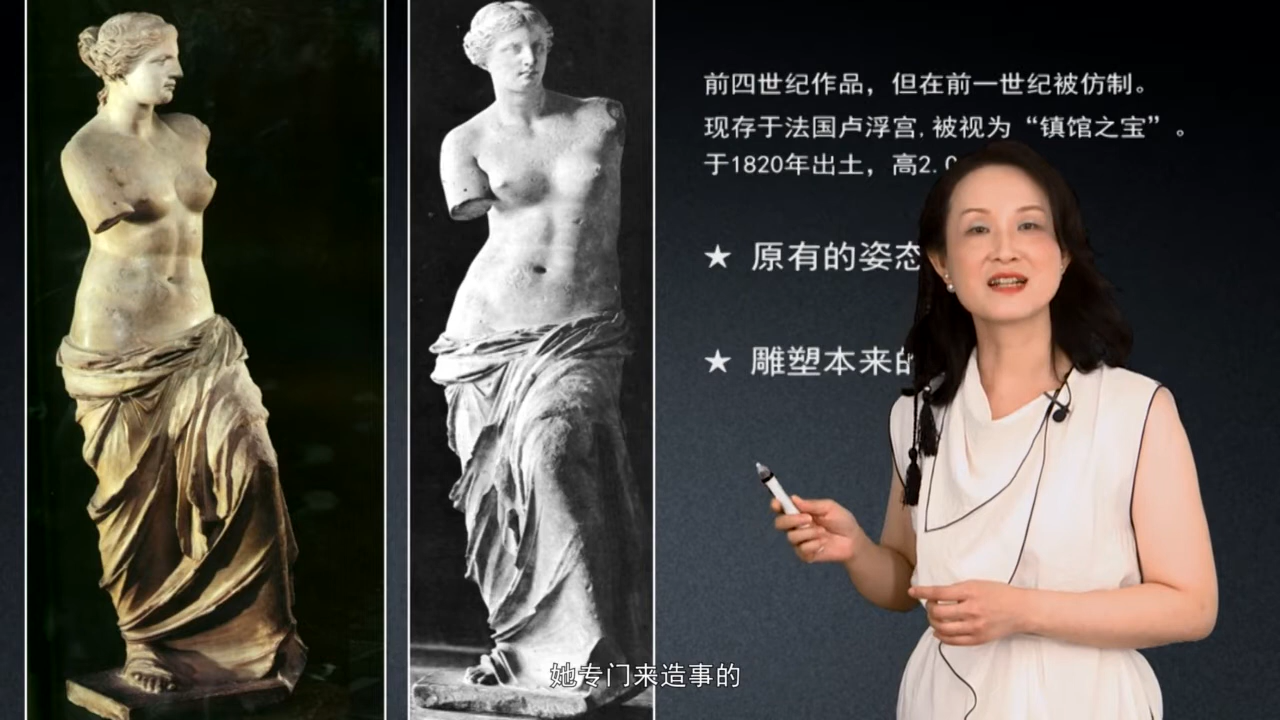 前四世纪作品，但在前一世纪被仿制。
现存于法国卢浮宫,被视为“镇馆之宝”。
于1820年出土，高2.0
★ 原有的姿态
★ 雕塑本来的
她专门来造事的